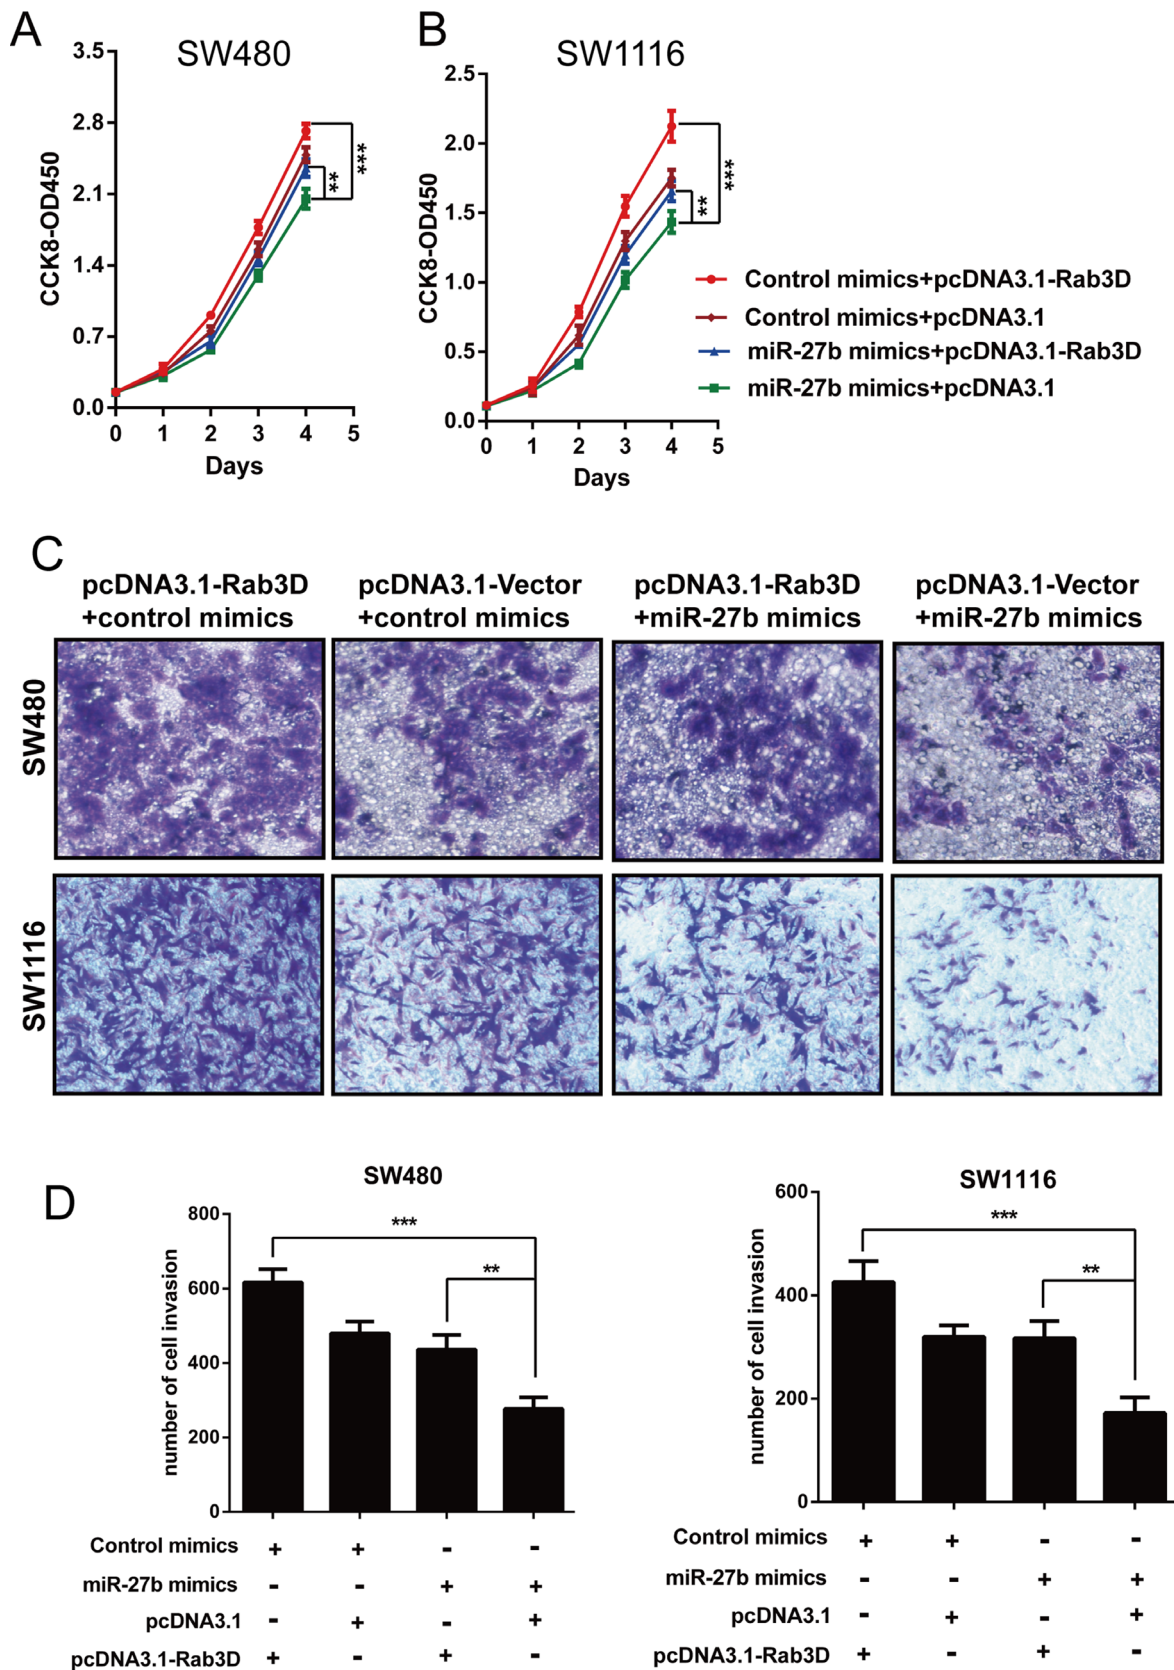 A
SW480
3.5
2.8
2.1
1.4
0.7
0.0
CCK8-OD450
0 1 2 3 4 5
Days
**
***
B
SW1116
2.5
2.0
1.5
1.0
0.5
0.0
CCK8-OD450
0 1 2 3 4 5
Days
**
***
Control mimics+pcDNA3.1-Rab3D
Control mimics+pcDNA3.1
miR-27b mimics+pcDNA3.1-Rab3D
miR-27b mimics+pcDNA3.1
C
pcDNA3.1-Rab3D
+control mimics
pcDNA3.1-Vector
+control mimics
pcDNA3.1-Rab3D
+miR-27b mimics
pcDNA3.1-Vector
+miR-27b mimics
SW480
SW1116
D
SW480
800
600
400
200
0
number of cell invasion
***
**
Control mimics + + - -
miR-27b mimics - - + +
pcDNA3.1 - + - +
pcDNA3.1-Rab3D + - + -
SW1116
600
400
200
0
number of cell invasion
***
**
Control mimics + + - -
miR-27b mimics - - + +
pcDNA3.1 - + - +
pcDNA3.1-Rab3D + - + -